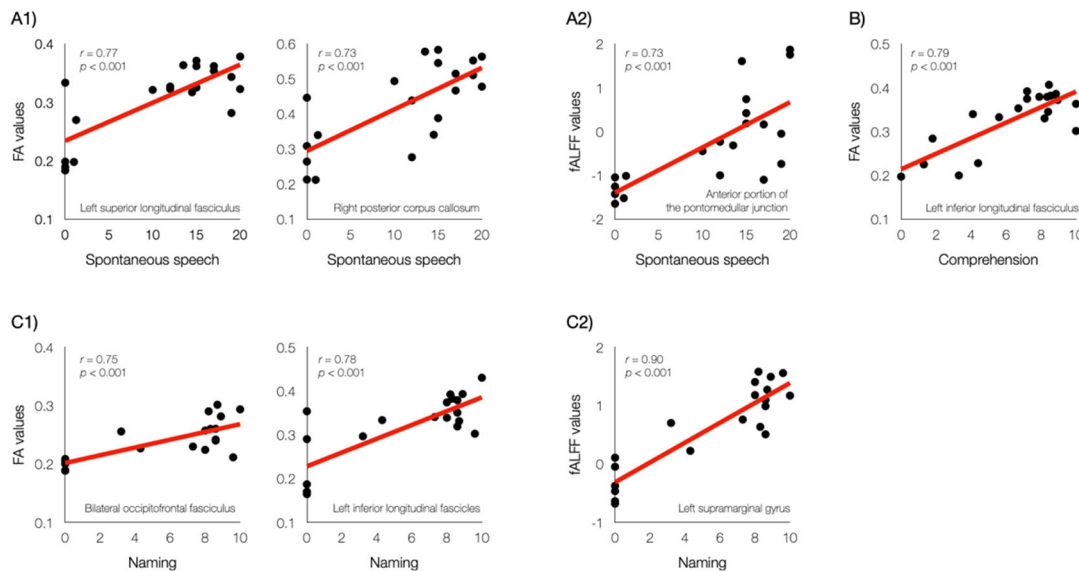 A1)
A2)
B)
0.4
0.3
0.2
0.1
r = 0.77
p < 0.001
FA values
Left superior longitudinal fasciculus
0 5 10 15 20
Spontaneous speech
0.6
0.5
0.4
0.3
0.2
0.1
r = 0.73
p < 0.001
Right posterior corpus callosum
0 5 10 15 20
Spontaneous speech
2
1
0
-1
-2
r = 0.73
p < 0.001
fALFF values
Anterior portion of
the pontomedullar junction
0 5 10 15 20
Spontaneous speech
0.5
0.4
0.3
0.2
0.1
r = 0.79
p < 0.001
FA values
Left inferior longitudinal fasciculus
0 2 4 6 8 10
Comprehension
C1)
C2)
0.4
0.3
0.2
0.1
r = 0.75
p < 0.001
FA values
Bilateral occipitofrontal fasciculus
0 2 4 6 8 10
Naming
0.5
0.4
0.3
0.2
0.1
r = 0.78
p < 0.001
Left inferior longitudinal fascicles
0 2 4 6 8 10
Naming
2
1
0
-1
r = 0.90
p < 0.001
fALFF values
Left supramarginal gyrus
0 2 4 6 8 10
Naming